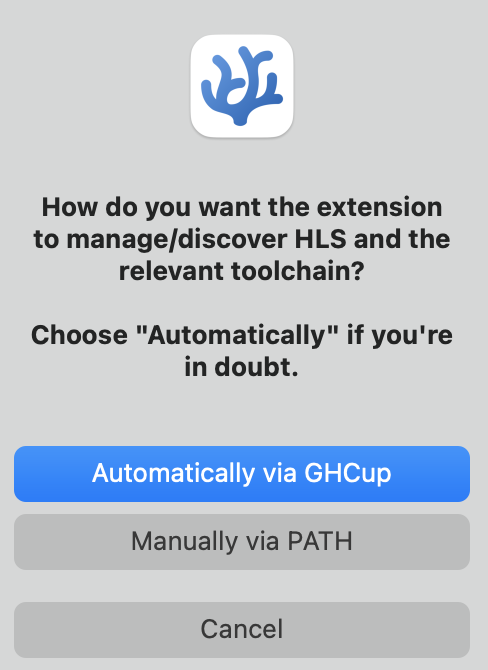 How do you want the extension
to manage/discover HLS and the
relevant toolchain?
Choose "Automatically" if you're
in doubt.
Automatically via GHCup
Manually via PATH
Cancel